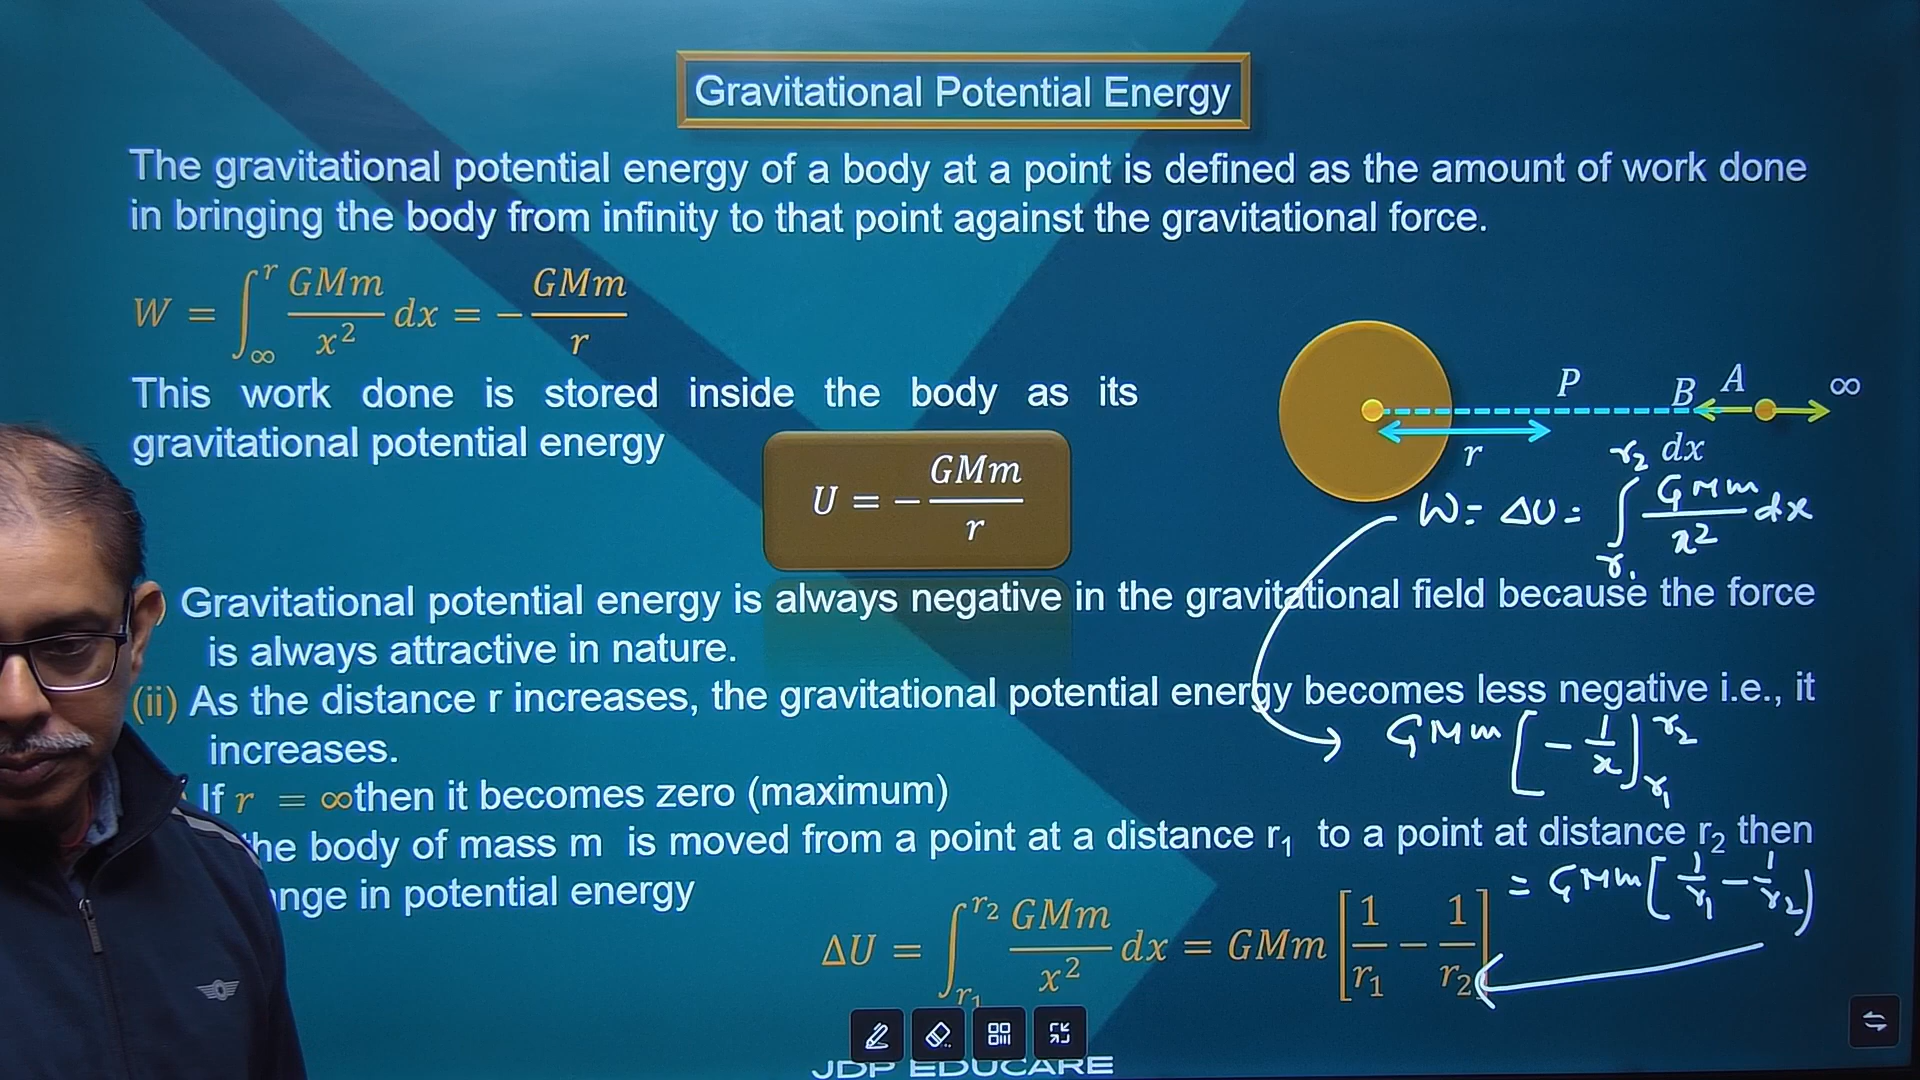 Gravitational Potential Energy
The gravitational potential energy of a body at a point is defined as the amount of work done
in bringing the body from infinity to that point against the gravitational force.
W = ∫_∞^r GMm/x² dx = − GMm/r
This work done is stored inside the body as its
gravitational potential energy
U = − GMm/r
P B A ∞
r dx
W = ΔU = ∫_r₁^r₂ GMm/x² dx
) Gravitational potential energy is always negative in the gravitational field because the force
is always attractive in nature.
(ii) As the distance r increases, the gravitational potential energy becomes less negative i.e., it
increases.
GMm [− 1/x]_r₁^r₂
If r = ∞then it becomes zero (maximum)
he body of mass m is moved from a point at a distance r₁ to a point at distance r₂ then
nge in potential energy
= GMm [1/r₁ − 1/r₂)
ΔU = ∫_r₁^r₂ GMm/x² dx = GMm [1/r₁ − 1/r₂]
JDP EDUCARE